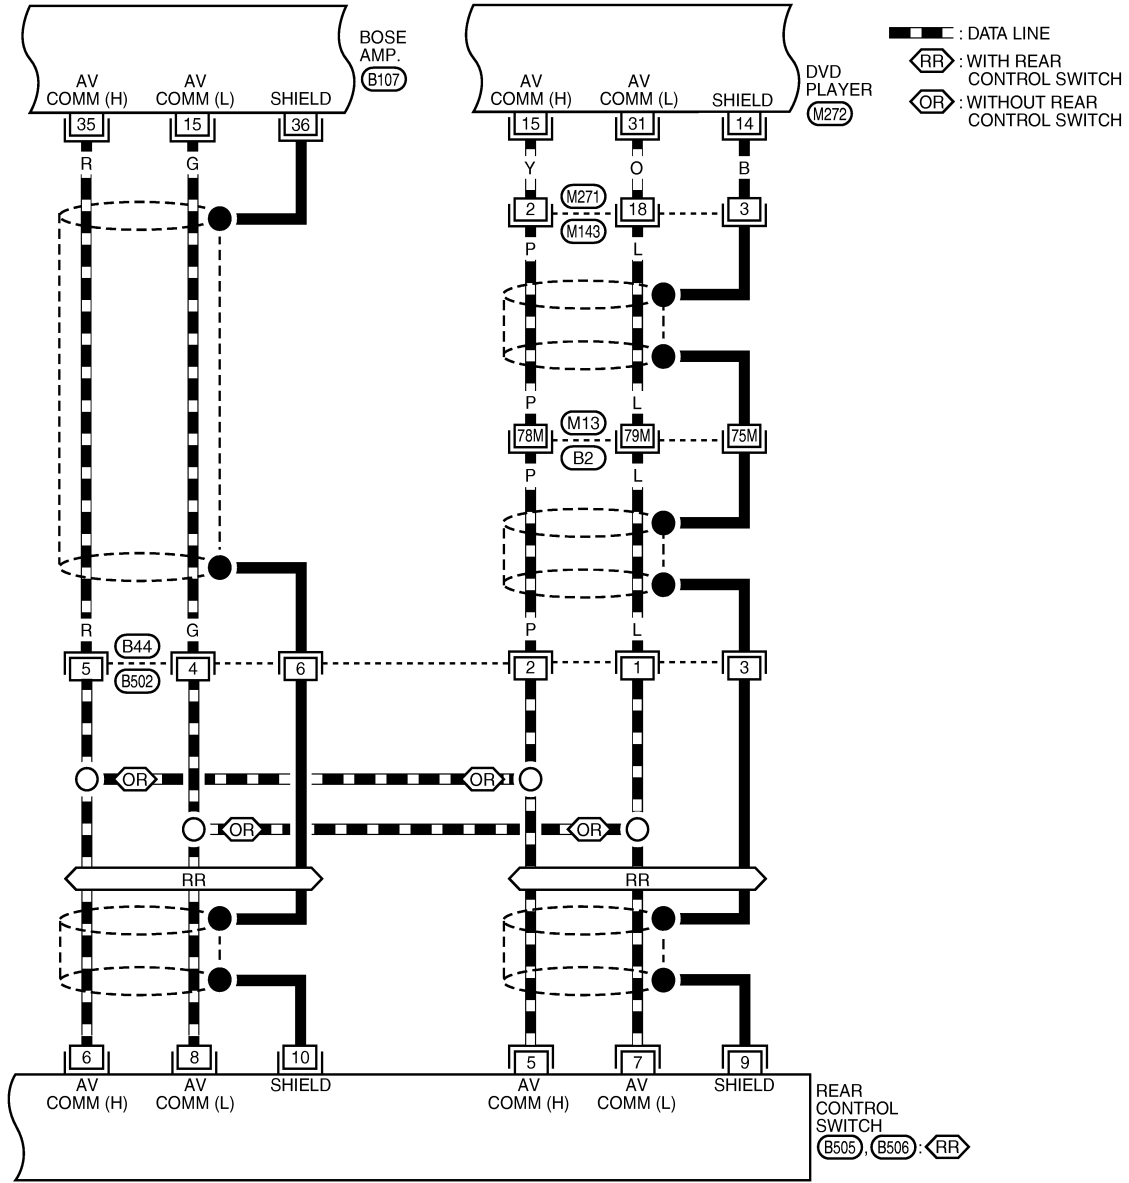 BOSE
AMP.
B107
AV
COMM (H)
AV
COMM (L)
SHIELD
35
15
36
R
G
DVD
PLAYER
M272
AV
COMM (H)
AV
COMM (L)
SHIELD
15
31
14
: DATA LINE
RR : WITH REAR
CONTROL SWITCH
OR : WITHOUT REAR
CONTROL SWITCH
Y
O
B
M271
2
18
3
M143
P
L
P
L
M13
78M
79M
75M
B2
P
L
R
G
P
L
B44
5
4
6
2
1
3
B502
OR
OR
OR
OR
RR
RR
6
8
10
5
7
9
AV
COMM (H)
AV
COMM (L)
SHIELD
AV
COMM (H)
AV
COMM (L)
SHIELD
REAR
CONTROL
SWITCH
B505 , B506 : RR